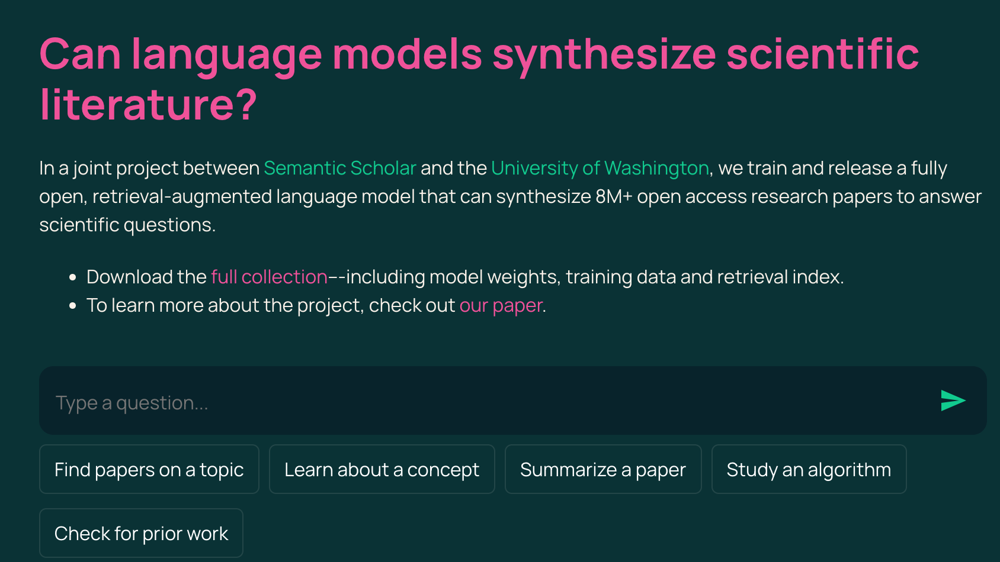 Can language models synthesize scientific
literature?
In a joint project between Semantic Scholar and the University of Washington, we train and release a fully
open, retrieval-augmented language model that can synthesize 8M+ open access research papers to answer
scientific questions.
• Download the full collection–-including model weights, training data and retrieval index.
• To learn more about the project, check out our paper.
Type a question...
Find papers on a topic
Learn about a concept
Summarize a paper
Study an algorithm
Check for prior work